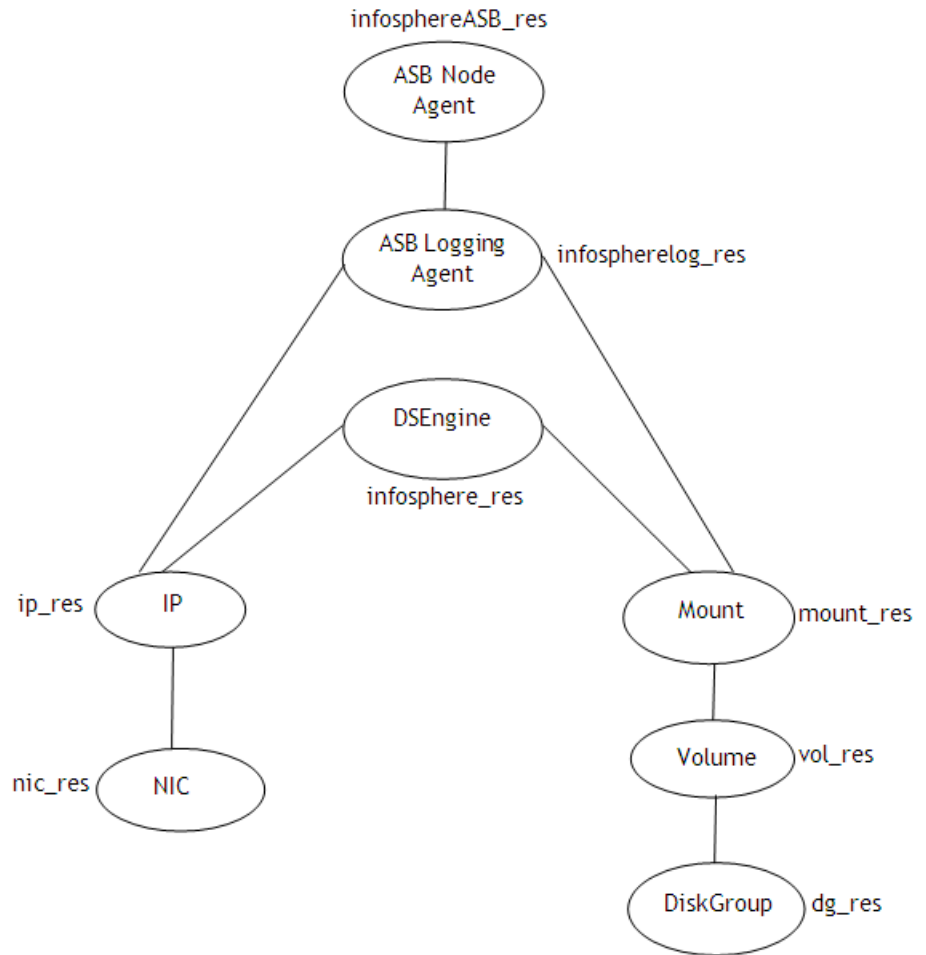 infosphereASB_res
ASB Node
Agent
ASB Logging
Agent
infospherelog_res
DSEngine
infosphere_res
ip_res
IP
Mount
mount_res
nic_res
NIC
Volume
vol_res
DiskGroup
dg_res